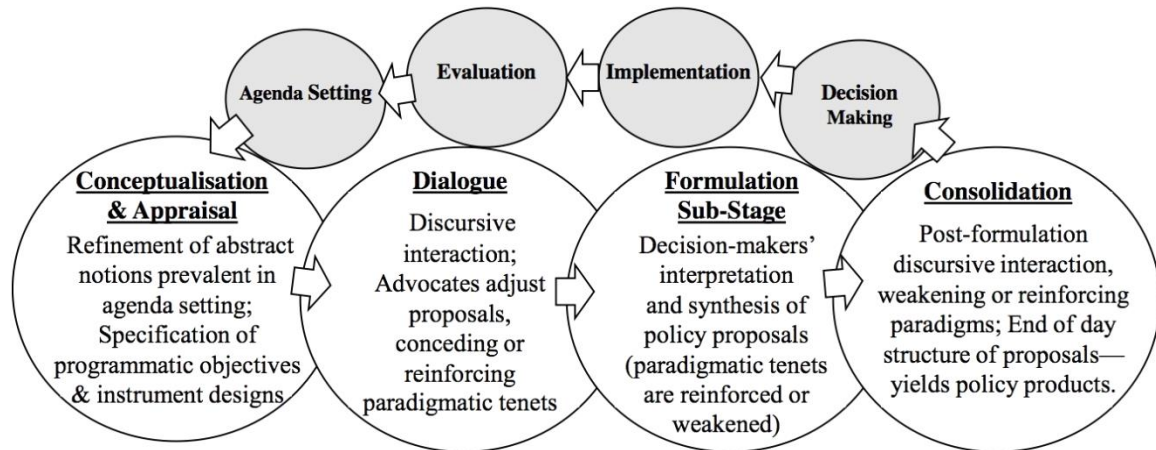 Agenda Setting
Evaluation
Implementation
Decision
Making
Conceptualisation
& Appraisal
Refinement of abstract
notions prevalent in
agenda setting;
Specification of
programmatic objectives
& instrument designs
Dialogue
Discursive
interaction;
Advocates adjust
proposals,
conceding or
reinforcing
paradigmatic tenets
Formulation
Sub-Stage
Decision-makers’
interpretation
and synthesis of
policy proposals
(paradigmatic tenets
are reinforced or
weakened)
Consolidation
Post-formulation
discursive interaction,
weakening or reinforcing
paradigms; End of day
structure of proposals—
yields policy products.